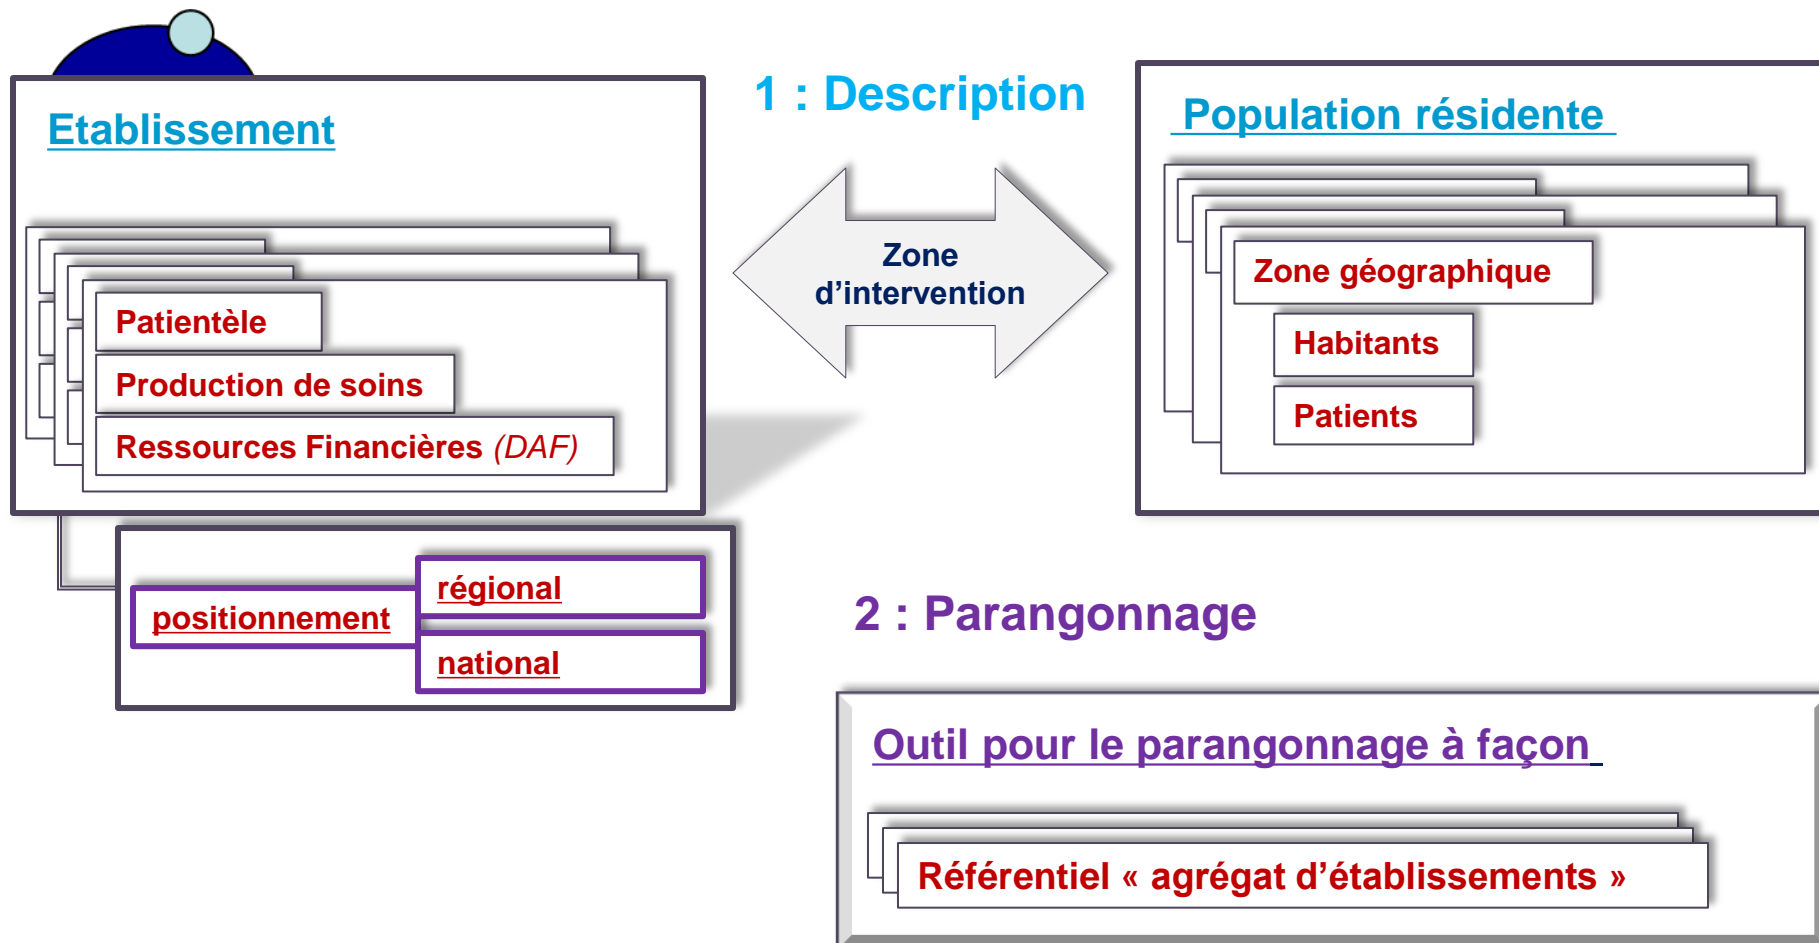 1 : Description
Etablissement
Patientèle
Production de soins
Ressources Financières (DAF)
Zone
d’intervention
Population résidente
Zone géographique
Habitants
Patients
positionnement
régional
national
2 : Parangonnage
Outil pour le parangonnage à façon
Référentiel « agrégat d’établissements »